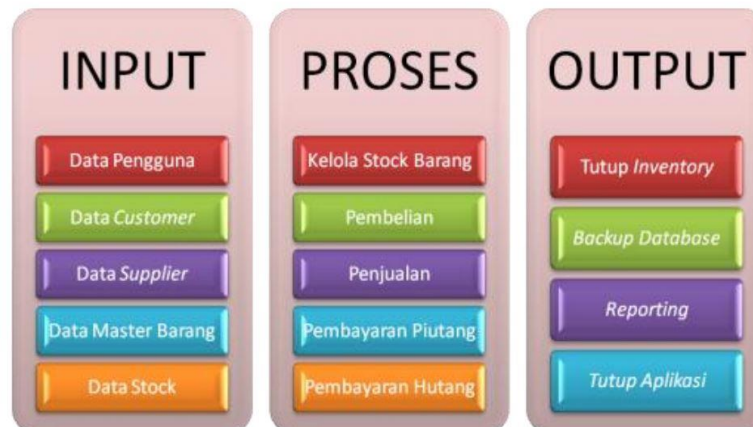 INPUT
Data Pengguna
Data Customer
Data Supplier
Data Master Barang
Data Stock
PROSES
Kelola Stock Barang
Pembelian
Penjualan
Pembayaran Piutang
Pembayaran Hutang
OUTPUT
Tutup Inventory
Backup Database
Reporting
Tutup Aplikasi